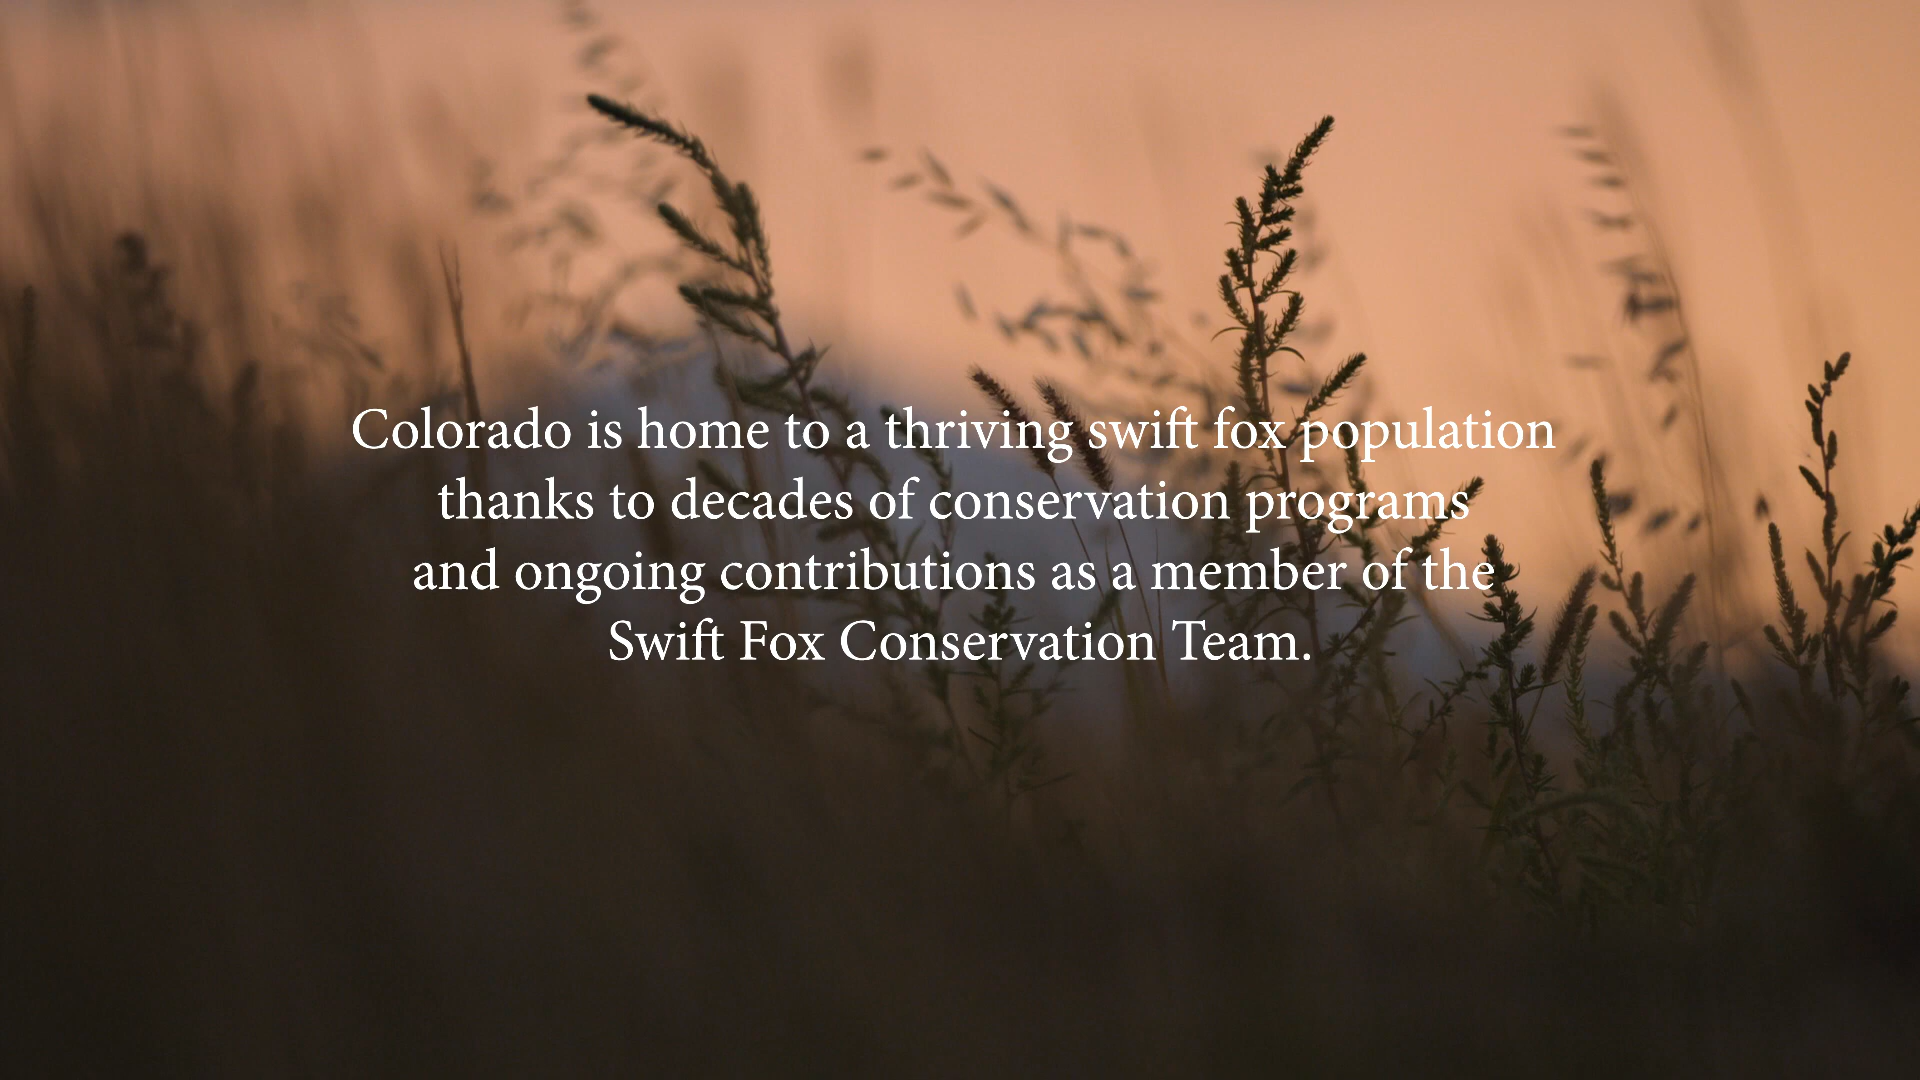 Colorado is home to a thriving swift fox population
thanks to decades of conservation programs
and ongoing contributions as a member of the
Swift Fox Conservation Team.